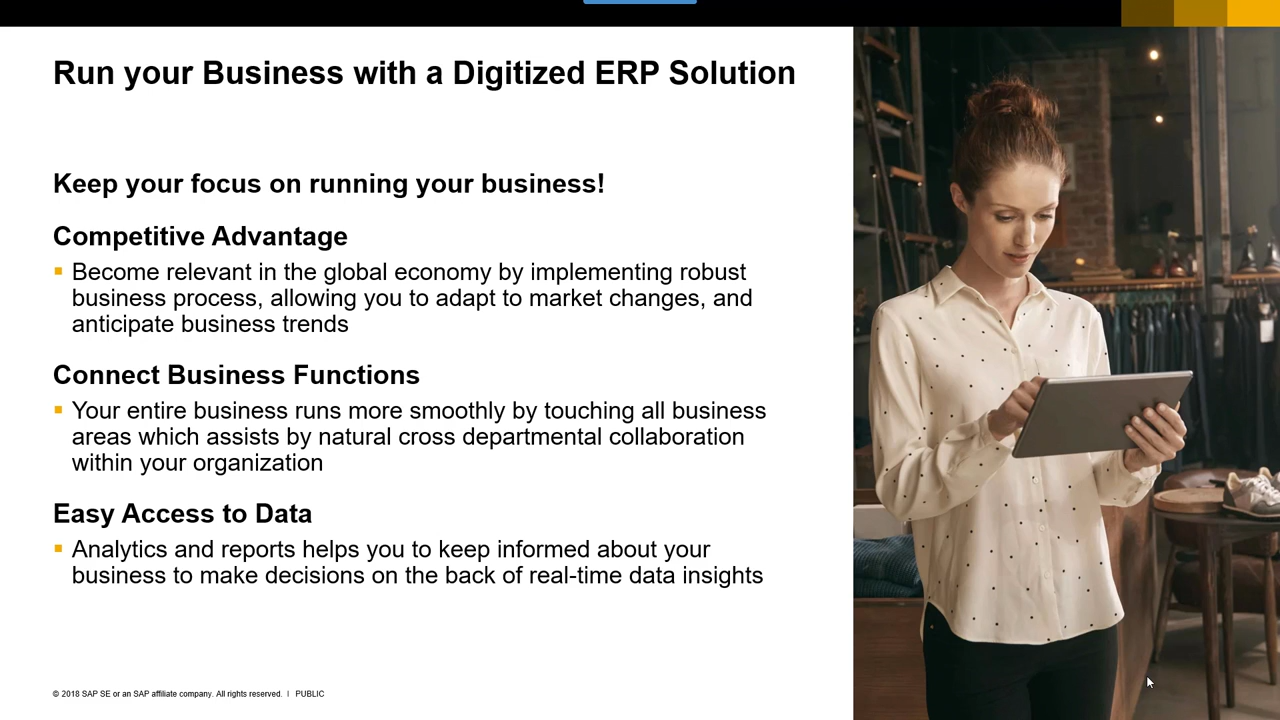 Run your Business with a Digitized ERP Solution
Keep your focus on running your business!
Competitive Advantage
▪ Become relevant in the global economy by implementing robust
business process, allowing you to adapt to market changes, and
anticipate business trends
Connect Business Functions
▪ Your entire business runs more smoothly by touching all business
areas which assists by natural cross departmental collaboration
within your organization
Easy Access to Data
▪ Analytics and reports helps you to keep informed about your
business to make decisions on the back of real-time data insights
© 2018 SAP SE or an SAP affiliate company. All rights reserved. | PUBLIC